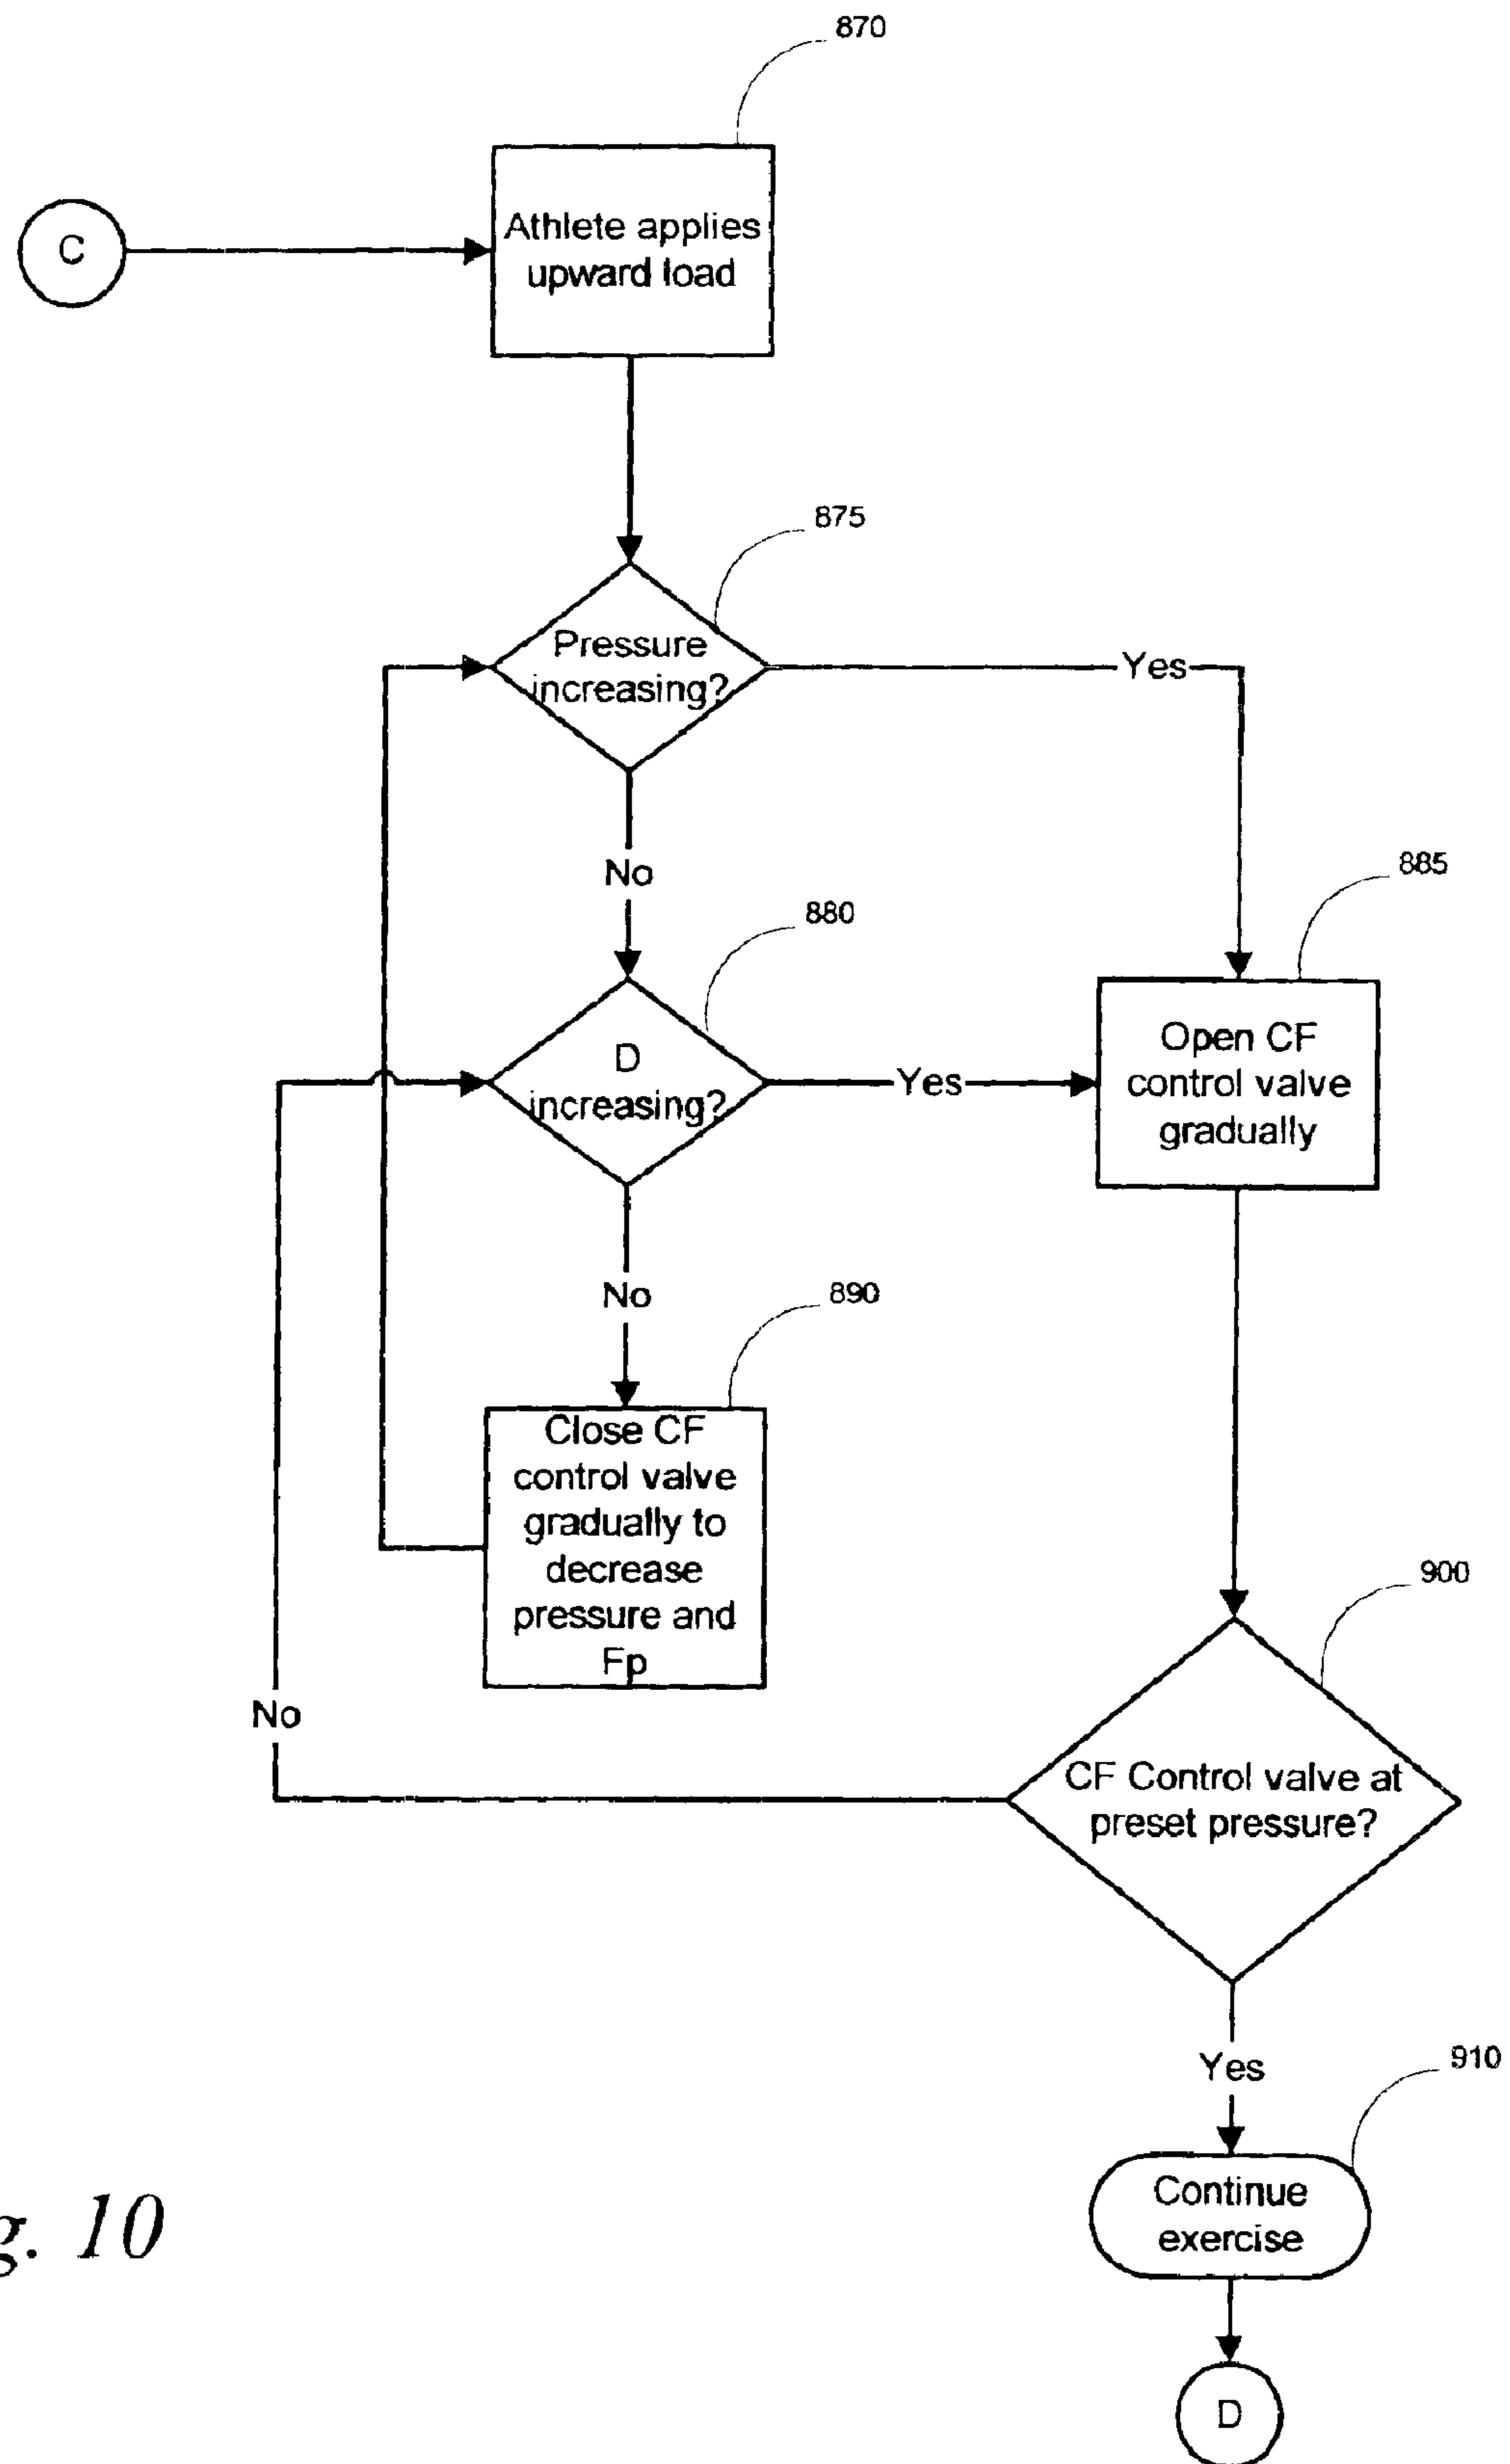 870
C
Athlete applies
upward load
875
Pressure
increasing?
Yes
No
880
885
D
increasing?
Yes
Open CF
control valve
gradually
No
890
Close CF
control valve
gradually to
decrease
pressure and
Fp
900
No
CF Control valve at
preset pressure?
Yes
910
Continue
exercise
g. 10
D